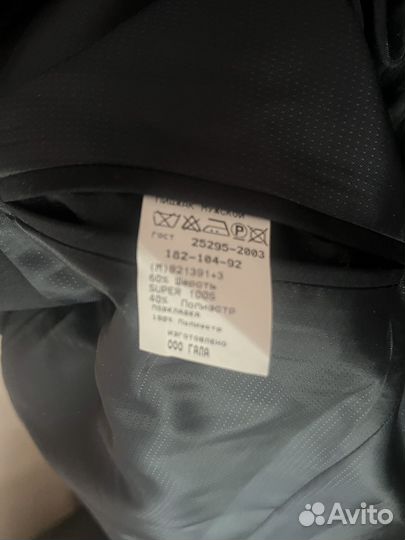 ПИДЖАК МУЖСКОЙ
P
ГОСТ 25295-2003
182-104-92
(М)821391+3
60% Шерсть
SUPER 100S
40% Полиэстр
подкладка
100% Полиэстр
изготовлено
ООО ГАЛА
Avito